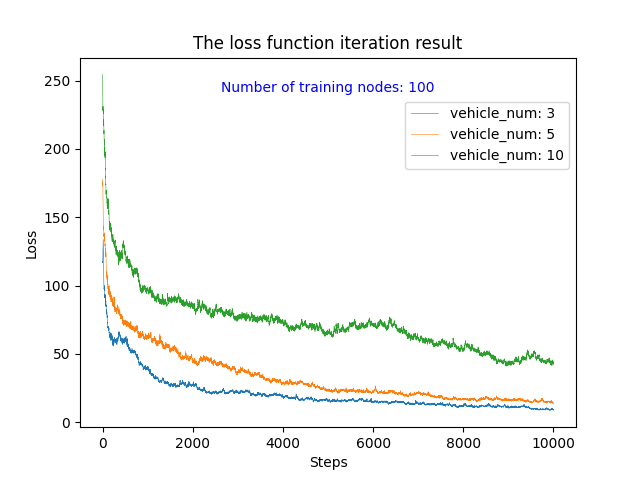 The loss function iteration result
Number of training nodes: 100
vehicle_num: 3
vehicle_num: 5
vehicle_num: 10
Loss
250
200
150
100
50
0
0 2000 4000 6000 8000 10000
Steps